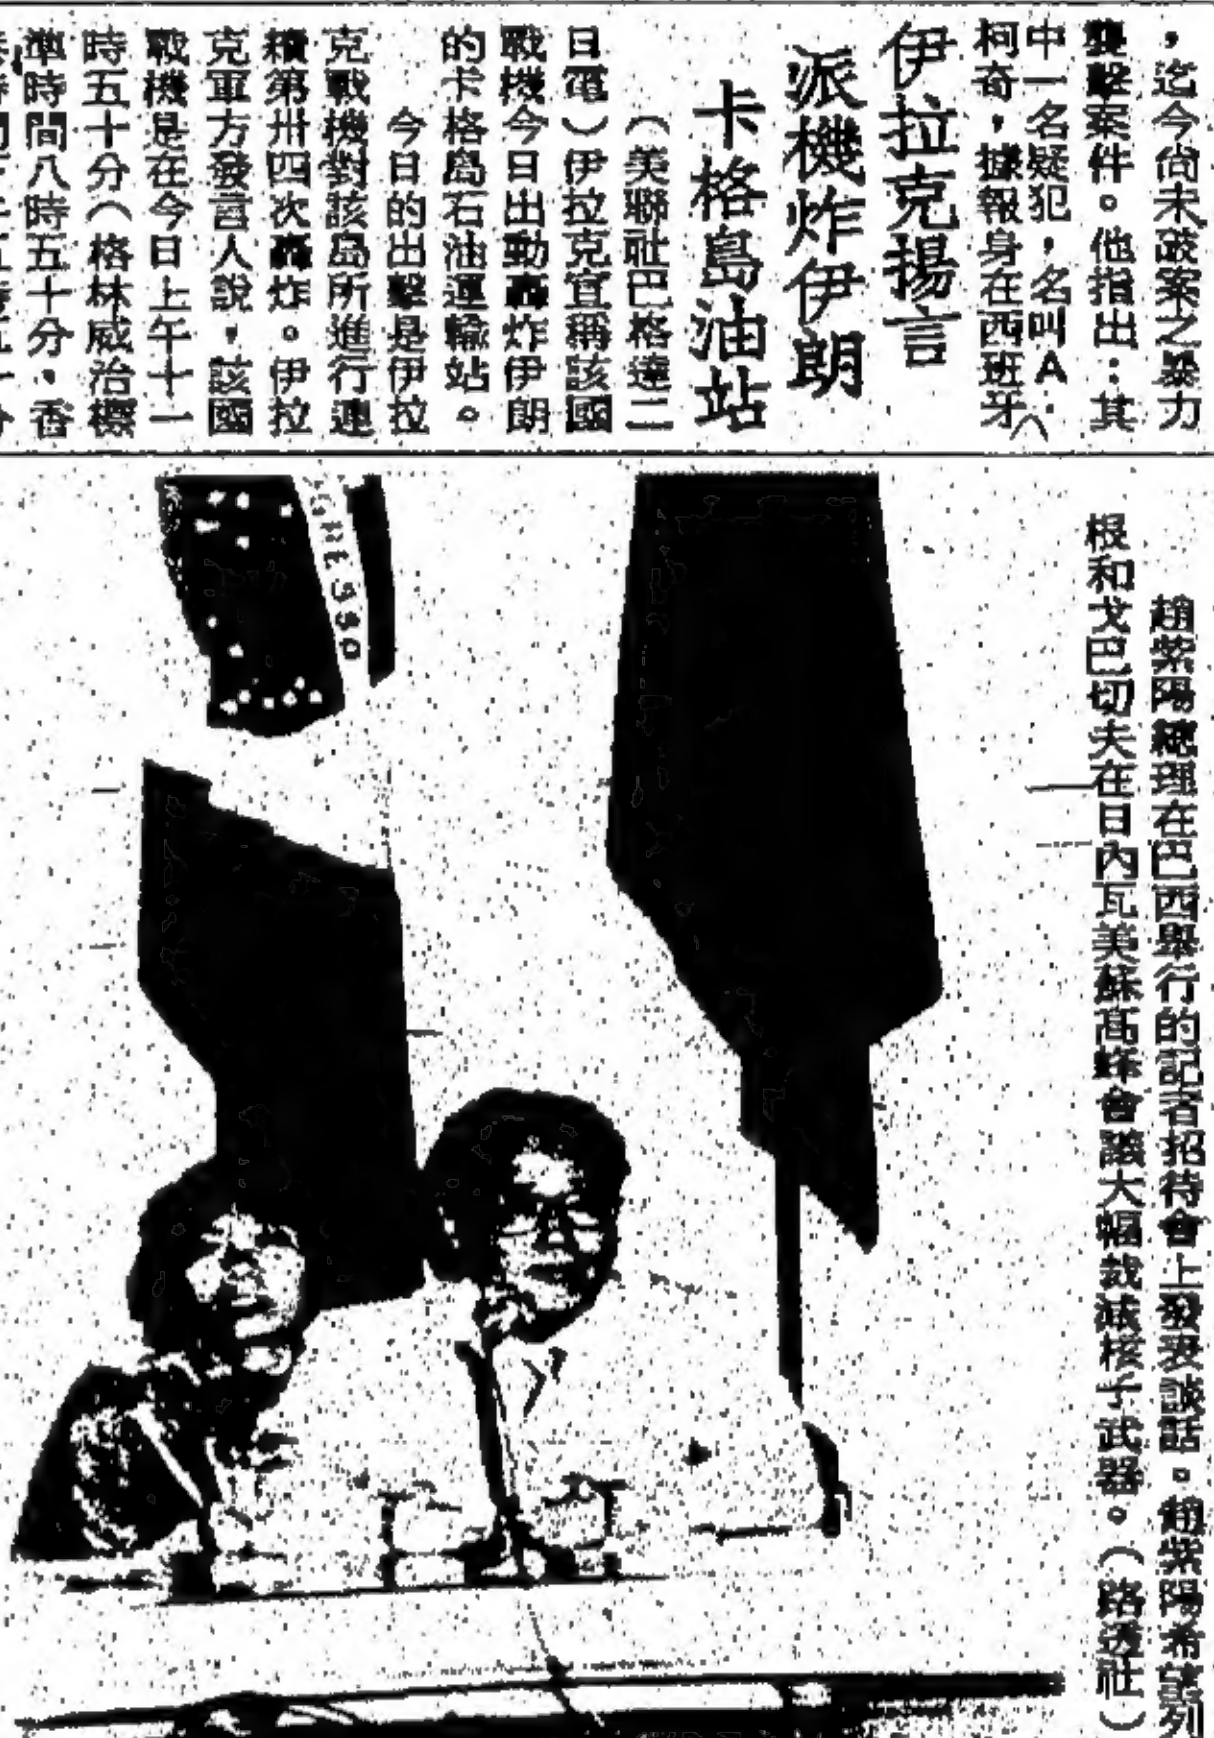 ，迄今尚未破案之暴力
襲擊案件。他指出：其
中一名疑犯，名叫A．（
柯奇，據報身在西班牙
伊拉克揚言
派機炸伊朗
卡格島油站
（美聯社巴格達二
日電）伊拉克宣稱該國
戰機今日出動轟炸伊朗
的卡格島石油運輸站。
今日的出擊是伊拉
克戰機對該島所進行連
續第卅四次轟炸。伊拉
克軍方發言人說，該國
戰機是在今日上午十一
時五十分（格林威治標
準時間八時五十分，香
趙紫陽總理在巴西舉行的記者招待會上發表談話。趙紫陽希望列
根和戈巴切夫在日內瓦美蘇高峰會議大幅裁減核子武器。（路透社）